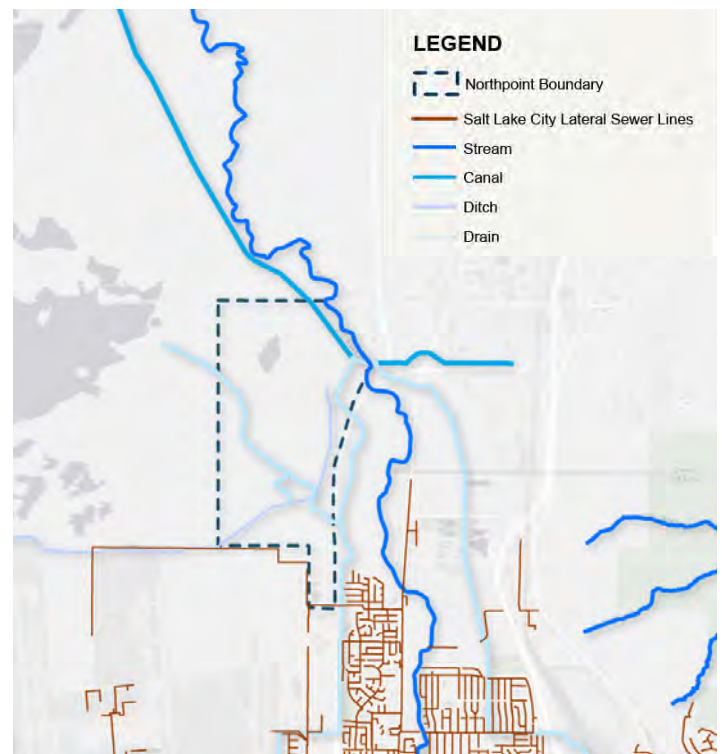 LEGEND
Northpoint Boundary
Salt Lake City Lateral Sewer Lines
Stream
Canal
Ditch
Drain